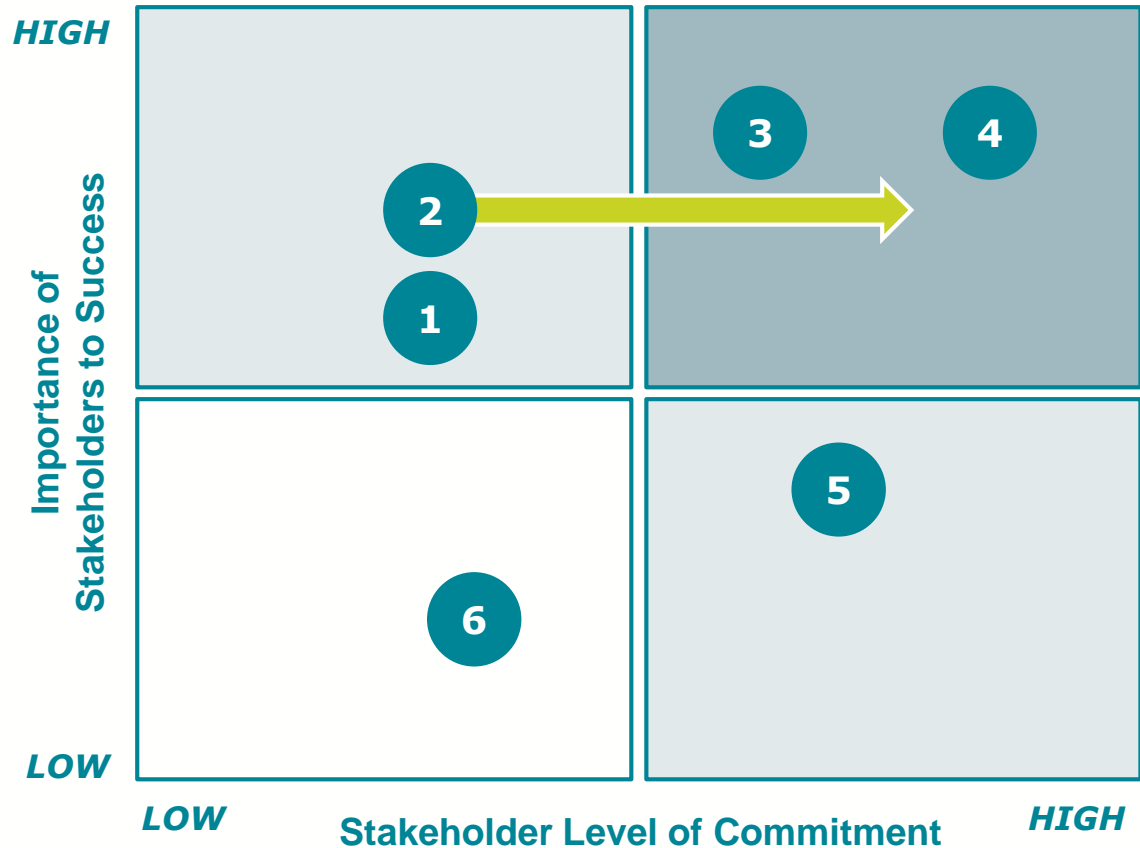 HIGH
Importance of
Stakeholders to Success
3
4
2
1
5
6
LOW
LOW
Stakeholder Level of Commitment
HIGH